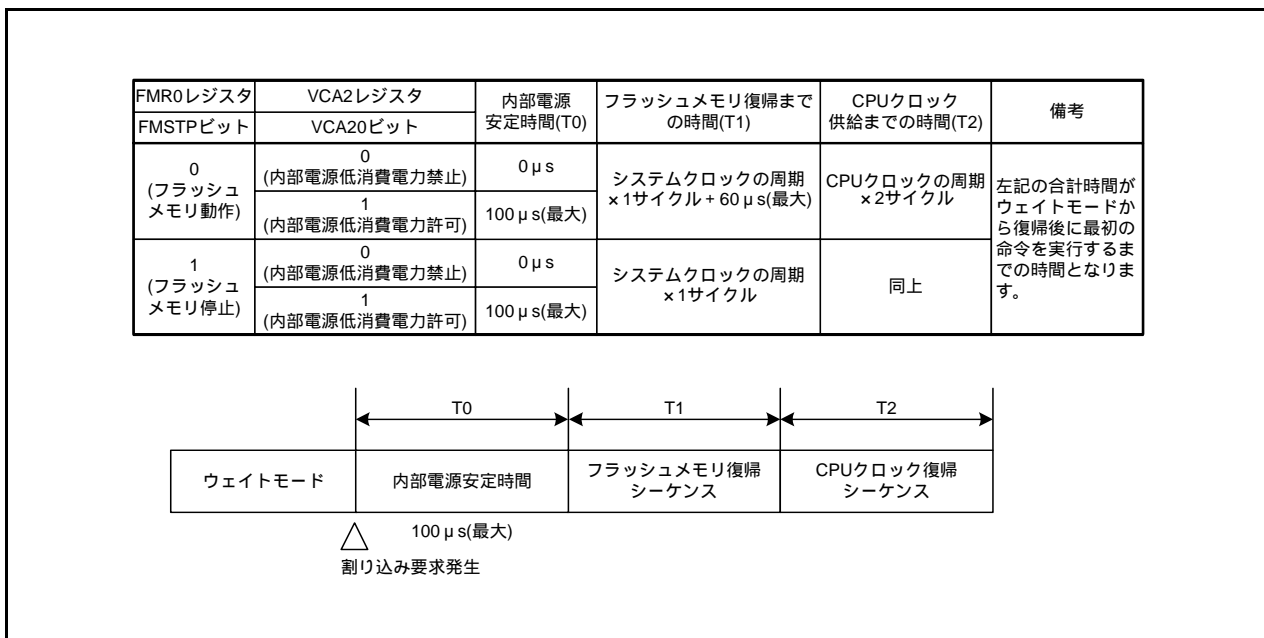 FMR0レジスタ
VCA2レジスタ
内部電源
安定時間(T0)
フラッシュメモリ復帰まで
の時間(T1)
CPUクロック
供給までの時間(T2)
備考
FMSTPビット
VCA20ビット
0
(フラッシュ
メモリ動作)
0
(内部電源低消費電力禁止)
0μs
1
(内部電源低消費電力許可)
100μs(最大)
システムクロックの周期
×1サイクル+60μs(最大)
CPUクロックの周期
×2サイクル
左記の合計時間が
ウェイトモードか
ら復帰後に最初の
命令を実行するま
での時間となりま
す。
1
(フラッシュ
メモリ停止)
0
(内部電源低消費電力禁止)
0μs
1
(内部電源低消費電力許可)
100μs(最大)
システムクロックの周期
×1サイクル
同上
T0
T1
T2
ウェイトモード
内部電源安定時間
フラッシュメモリ復帰
シーケンス
CPUクロック復帰
シーケンス
100μs(最大)
割り込み要求発生